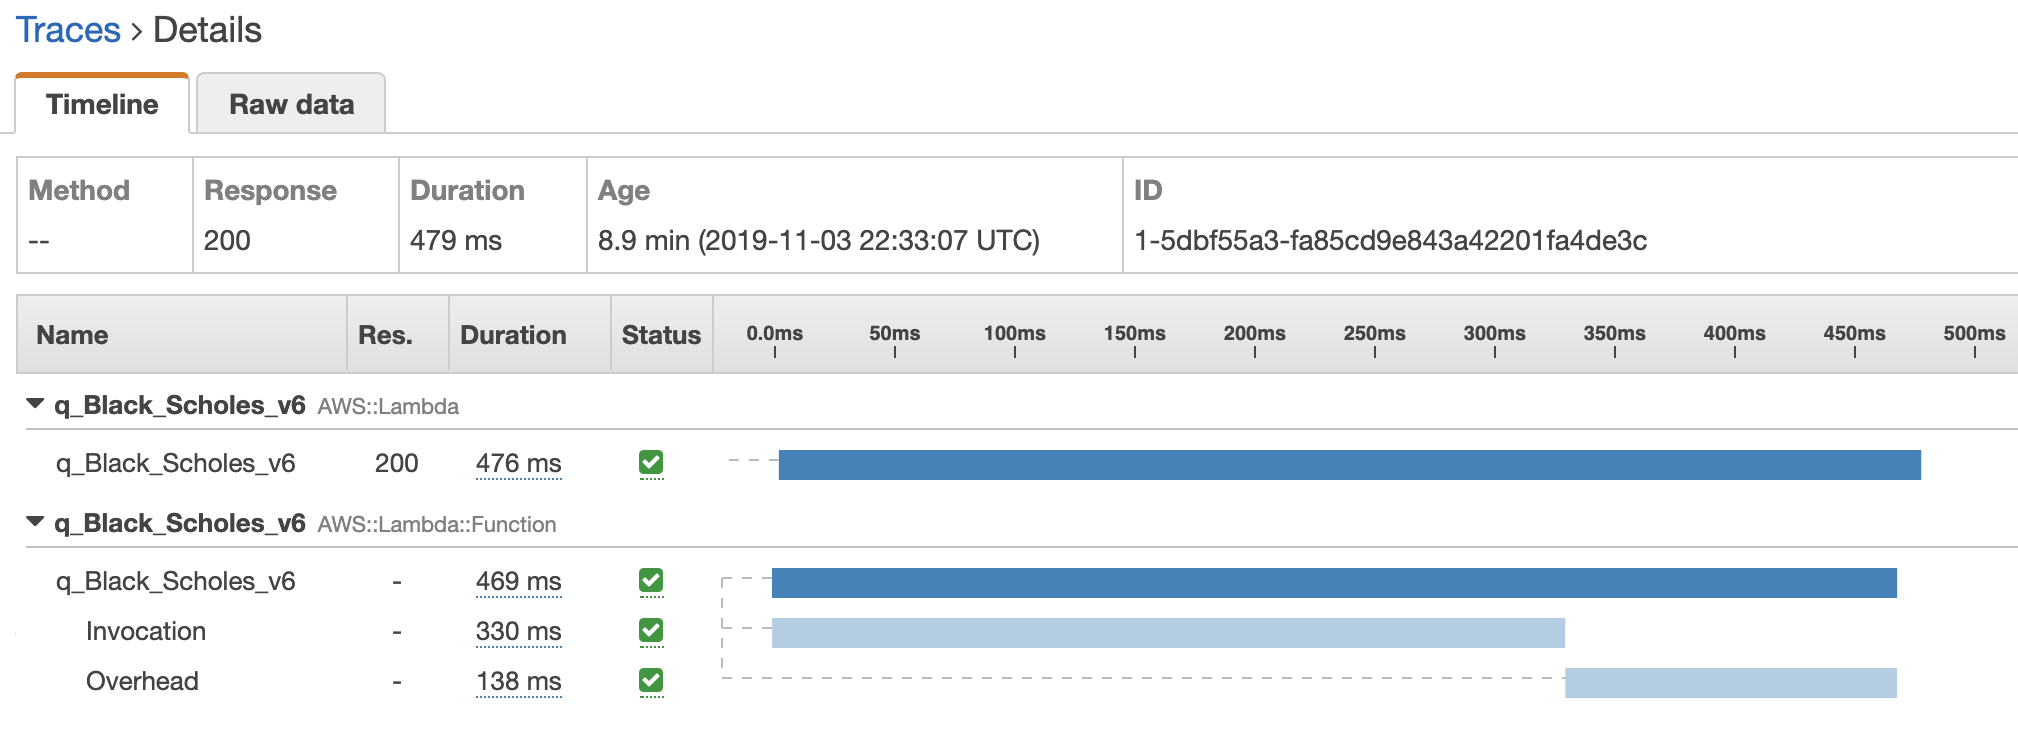 Traces › Details
Timeline Raw data
Method Response Duration Age ID
-- 200 479 ms 8.9 min (2019-11-03 22:33:07 UTC) 1-5dbf55a3-fa85cd9e843a42201fa4de3c
Name Res. Duration Status 0.0ms 50ms 100ms 150ms 200ms 250ms 300ms 350ms 400ms 450ms 500ms
q_Black_Scholes_v6 AWS::Lambda
q_Black_Scholes_v6 200 476 ms
q_Black_Scholes_v6 AWS::Lambda::Function
q_Black_Scholes_v6 - 469 ms
Invocation - 330 ms
Overhead - 138 ms